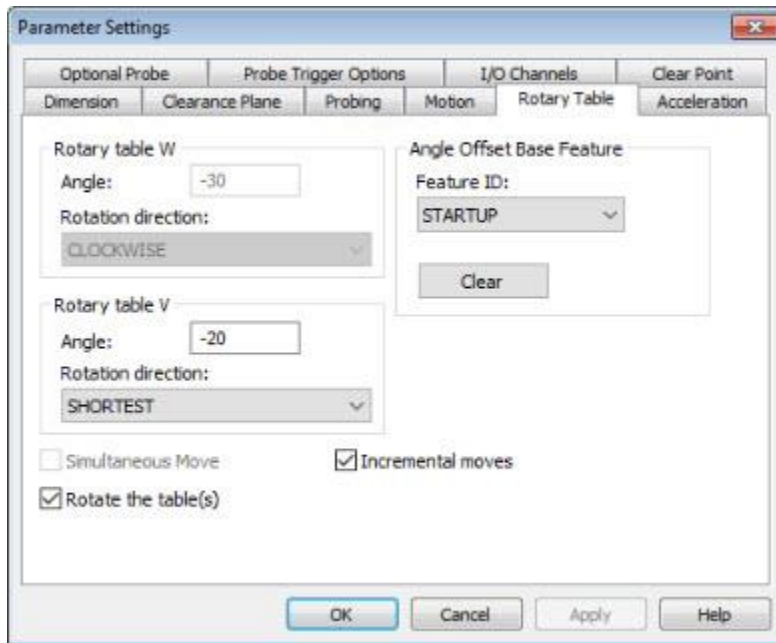 Parameter Settings
Optional Probe Probe Trigger Options I/O Channels Clear Point
Dimension Clearance Plane Probing Motion Rotary Table Acceleration
Rotary table W
Angle: -30
Rotation direction:
CLOCKWISE
Angle Offset Base Feature
Feature ID:
STARTUP
Clear
Rotary table V
Angle: -20
Rotation direction:
SHORTEST
Simultaneous Move Incremental moves
Rotate the table(s)
OK Cancel Apply Help